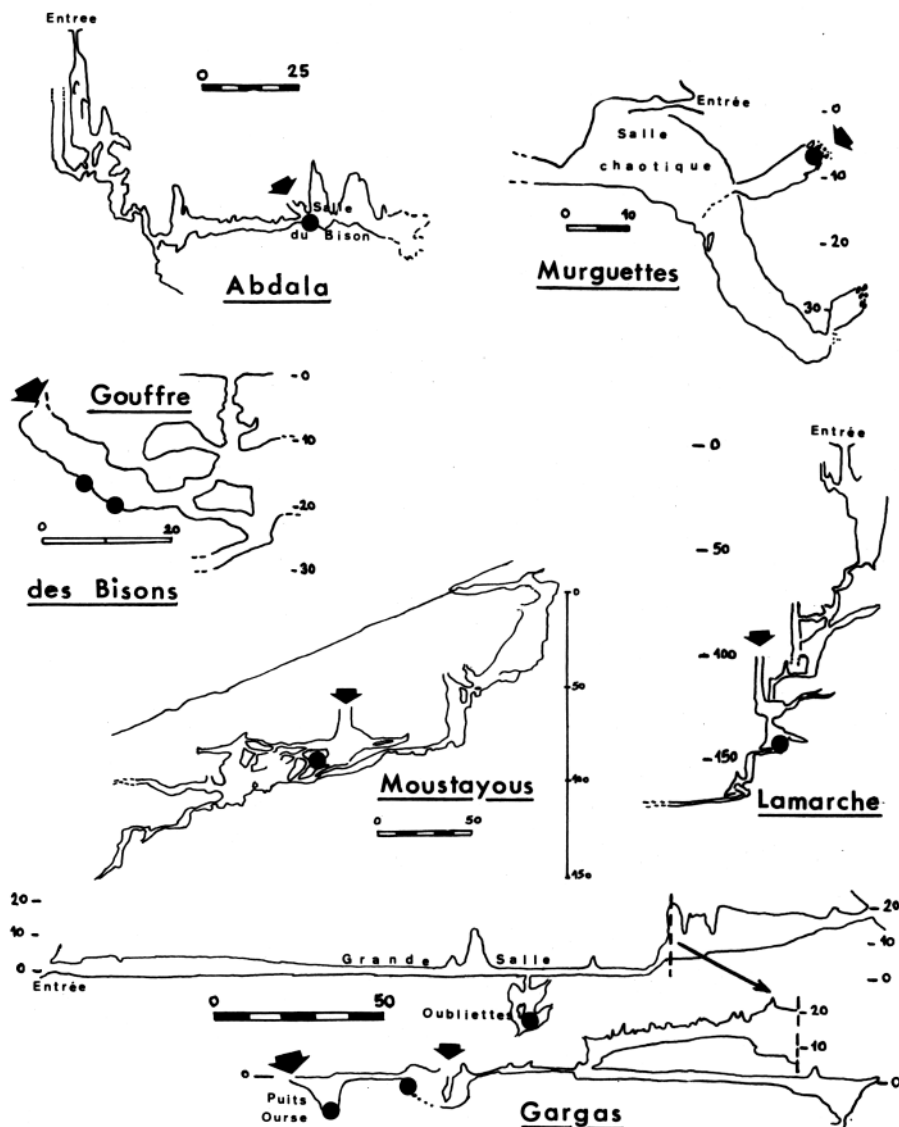 Entree
0 25
Salle
du Bison
Abdala
Entrée
Salle
chaotique
-0
-10
-20
30-
0 10
Murguettes
Gouffre
des Bisons
-0
-10
-20
-30
0 20
Entrée
-0
-50
-100
-150
Lamarche
0
50
100
150
Moustayous
0 50
20-
10-
0-
Entrée
Grande Salle
-20
-10
-0
Oubliettes
0 50
-20
-10
0-
0
Puits
Ourse
Gargas